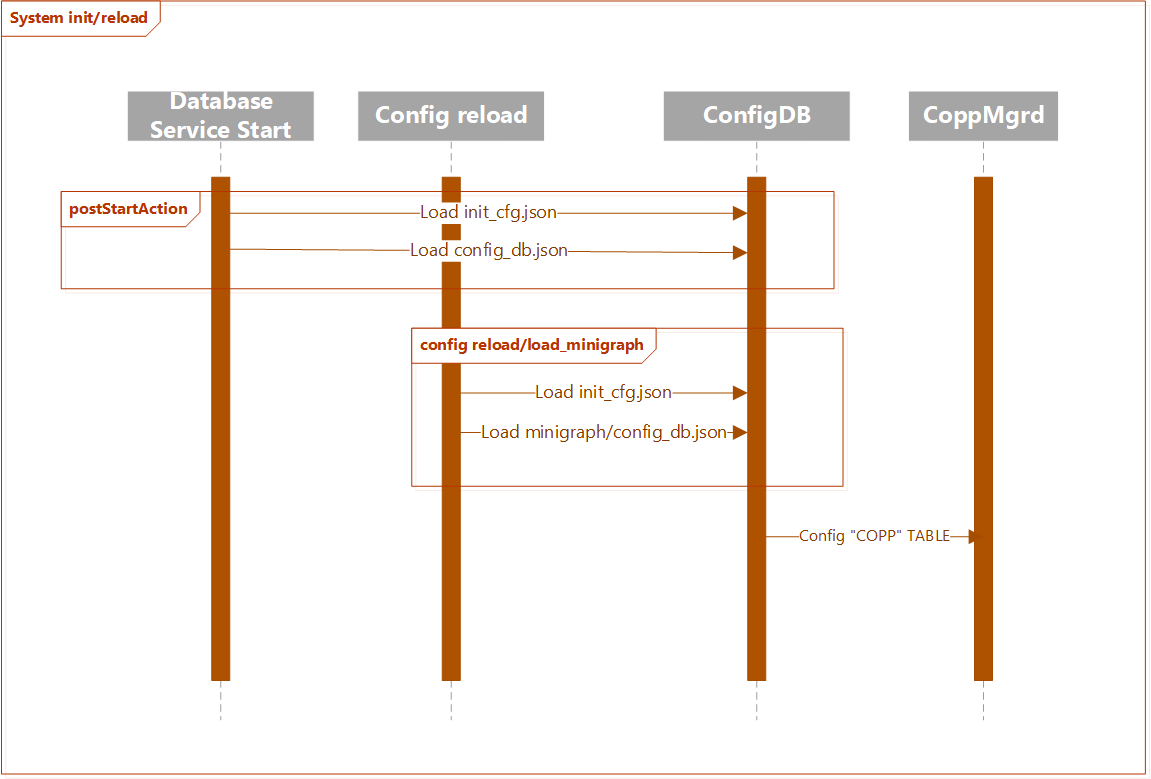 System init/reload
Database
Service Start
Config reload
ConfigDB
CoppMgrd
postStartAction
Load init_cfg.json
Load config_db.json
config reload/load_minigraph
Load init_cfg.json
Load minigraph/config_db.json
Config "COPP" TABLE